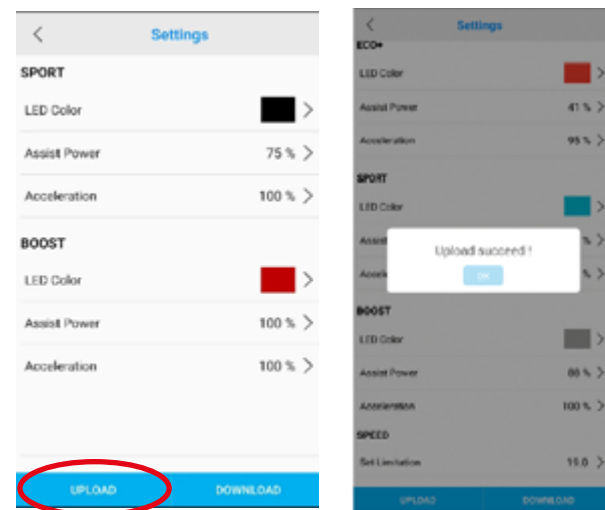 Settings
SPORT
LED Color
Assist Power 75 %
Acceleration 100 %
BOOST
LED Color
Assist Power 100 %
Acceleration 100 %
UPLOAD DOWNLOAD
Settings
ECO+
LED Color
Assist Power 41 %
Acceleration 95 %
SPORT
LED Color
Assist %
Accele %
Upload succeed !
OK
BOOST
LED Color
Assist Power
Acceleration 100 %
SPEED
Set Limitation
UPLOAD DOWNLOAD